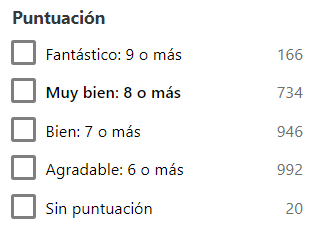 Puntuación
Fantástico: 9 o más 166
Muy bien: 8 o más 734
Bien: 7 o más 946
Agradable: 6 o más 992
Sin puntuación 20